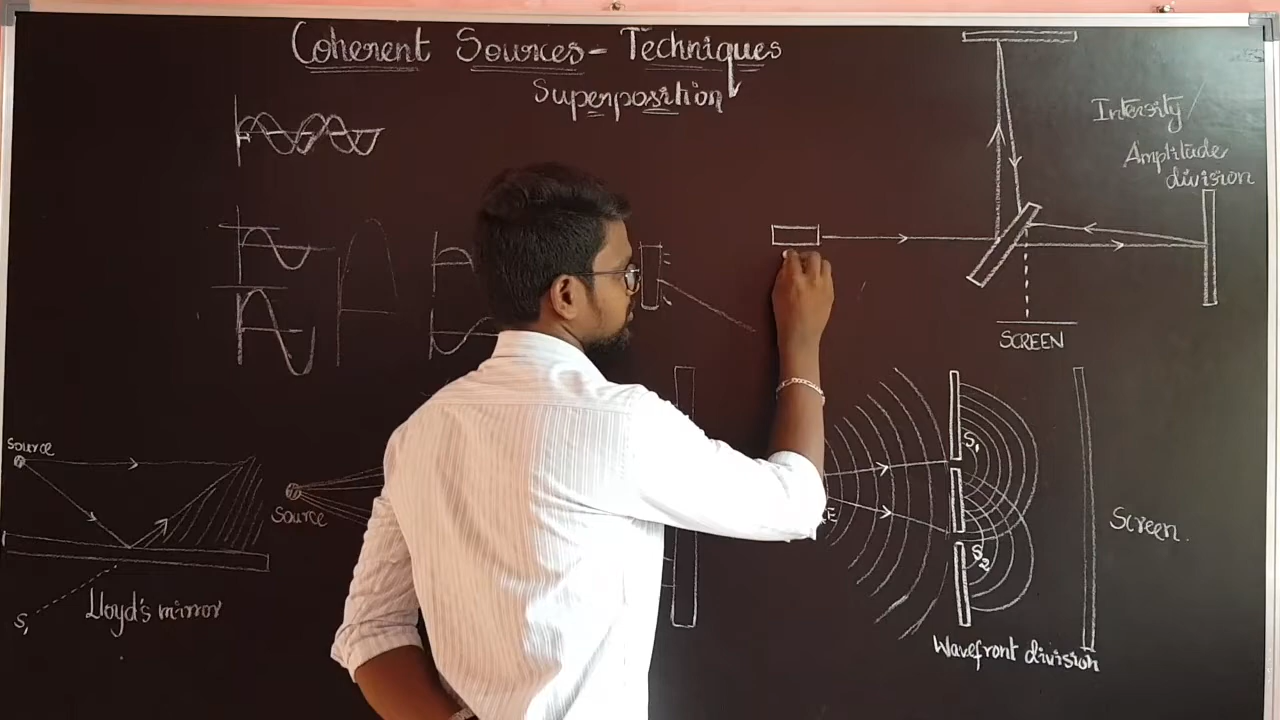 Coherent Sources - Techniques
Superposition
Intensity/
Amplitude
division
SCREEN
Source
S₁
Lloyd's mirror
Source
S₁
S₂
Screen.
Wavefront division